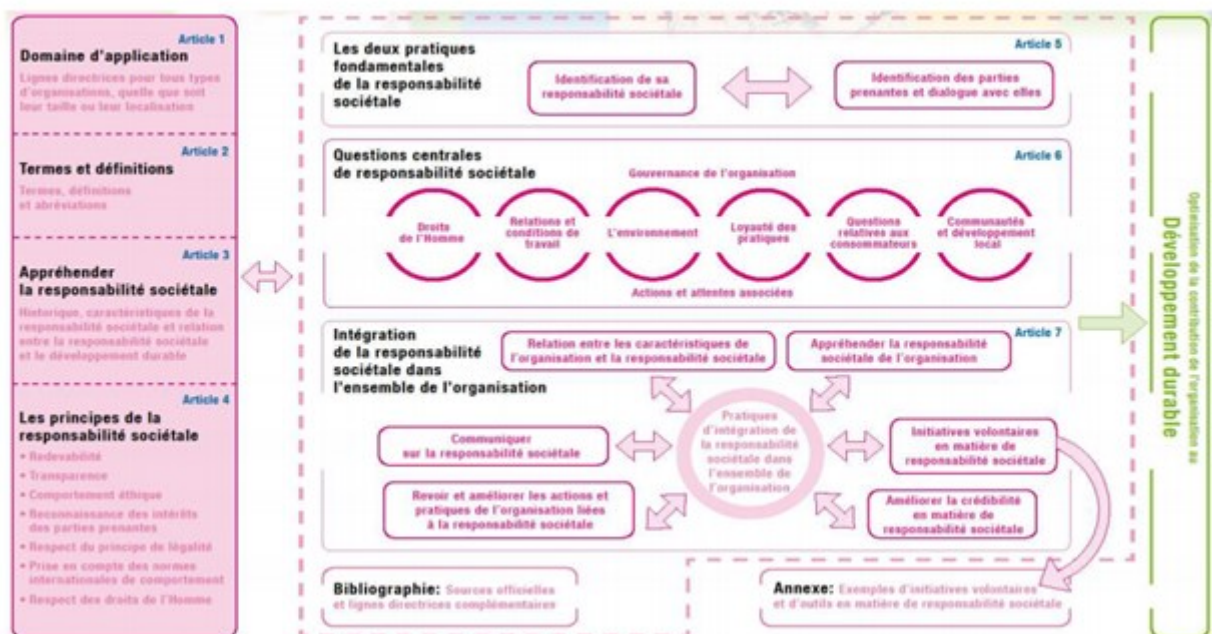 Article 1
Domaine d'application
Lignes directrices pour tous types
d'organisations, quelle que soit
leur taille ou leur localisation
Article 2
Termes et définitions
Termes, définitions
et abréviations
Article 3
Appréhender
la responsabilité sociétale
Historique, caractéristiques de la
responsabilité sociétale et relation
entre la responsabilité sociétale
et le développement durable
Article 4
Les principes de la
responsabilité sociétale
• Redevabilité
• Transparence
• Comportement éthique
• Reconnaissance des intérêts
des parties prenantes
• Respect du principe de légalité
• Prise en compte des normes
internationales de comportement
• Respect des droits de l'Homme
Les deux pratiques
fondamentales
de la responsabilité
sociétale
Article 5
Identification de sa
responsabilité sociétale
Identification des parties
prenantes et dialogue avec elles
Questions centrales
de responsabilité sociétale
Article 6
Gouvernance de l'organisation
Droits
de l'Homme
Relations et
conditions de
travail
L'environnement
Loyauté des
pratiques
Questions
relatives aux
consommateurs
Communautés
et développement
local
Actions et attentes associées
Intégration
de la responsabilité
sociétale dans
l'ensemble de l'organisation
Article 7
Relation entre les caractéristiques de
l'organisation et la responsabilité sociétale
Appréhender la responsabilité
sociétale de l'organisation
Pratiques
d'intégration de
la responsabilité
sociétale dans
l'ensemble de
l'organisation
Communiquer
sur la responsabilité sociétale
Initiatives volontaires
en matière de
responsabilité sociétale
Revoir et améliorer les actions et
pratiques de l'organisation liées
à la responsabilité sociétale
Améliorer la crédibilité
en matière de
responsabilité sociétale
Bibliographie: Sources officielles
et lignes directrices complémentaires
Annexe: Exemples d'initiatives volontaires
et d'outils en matière de responsabilité sociétale
Optimisation de la contribution de l'organisation au
Développement durable